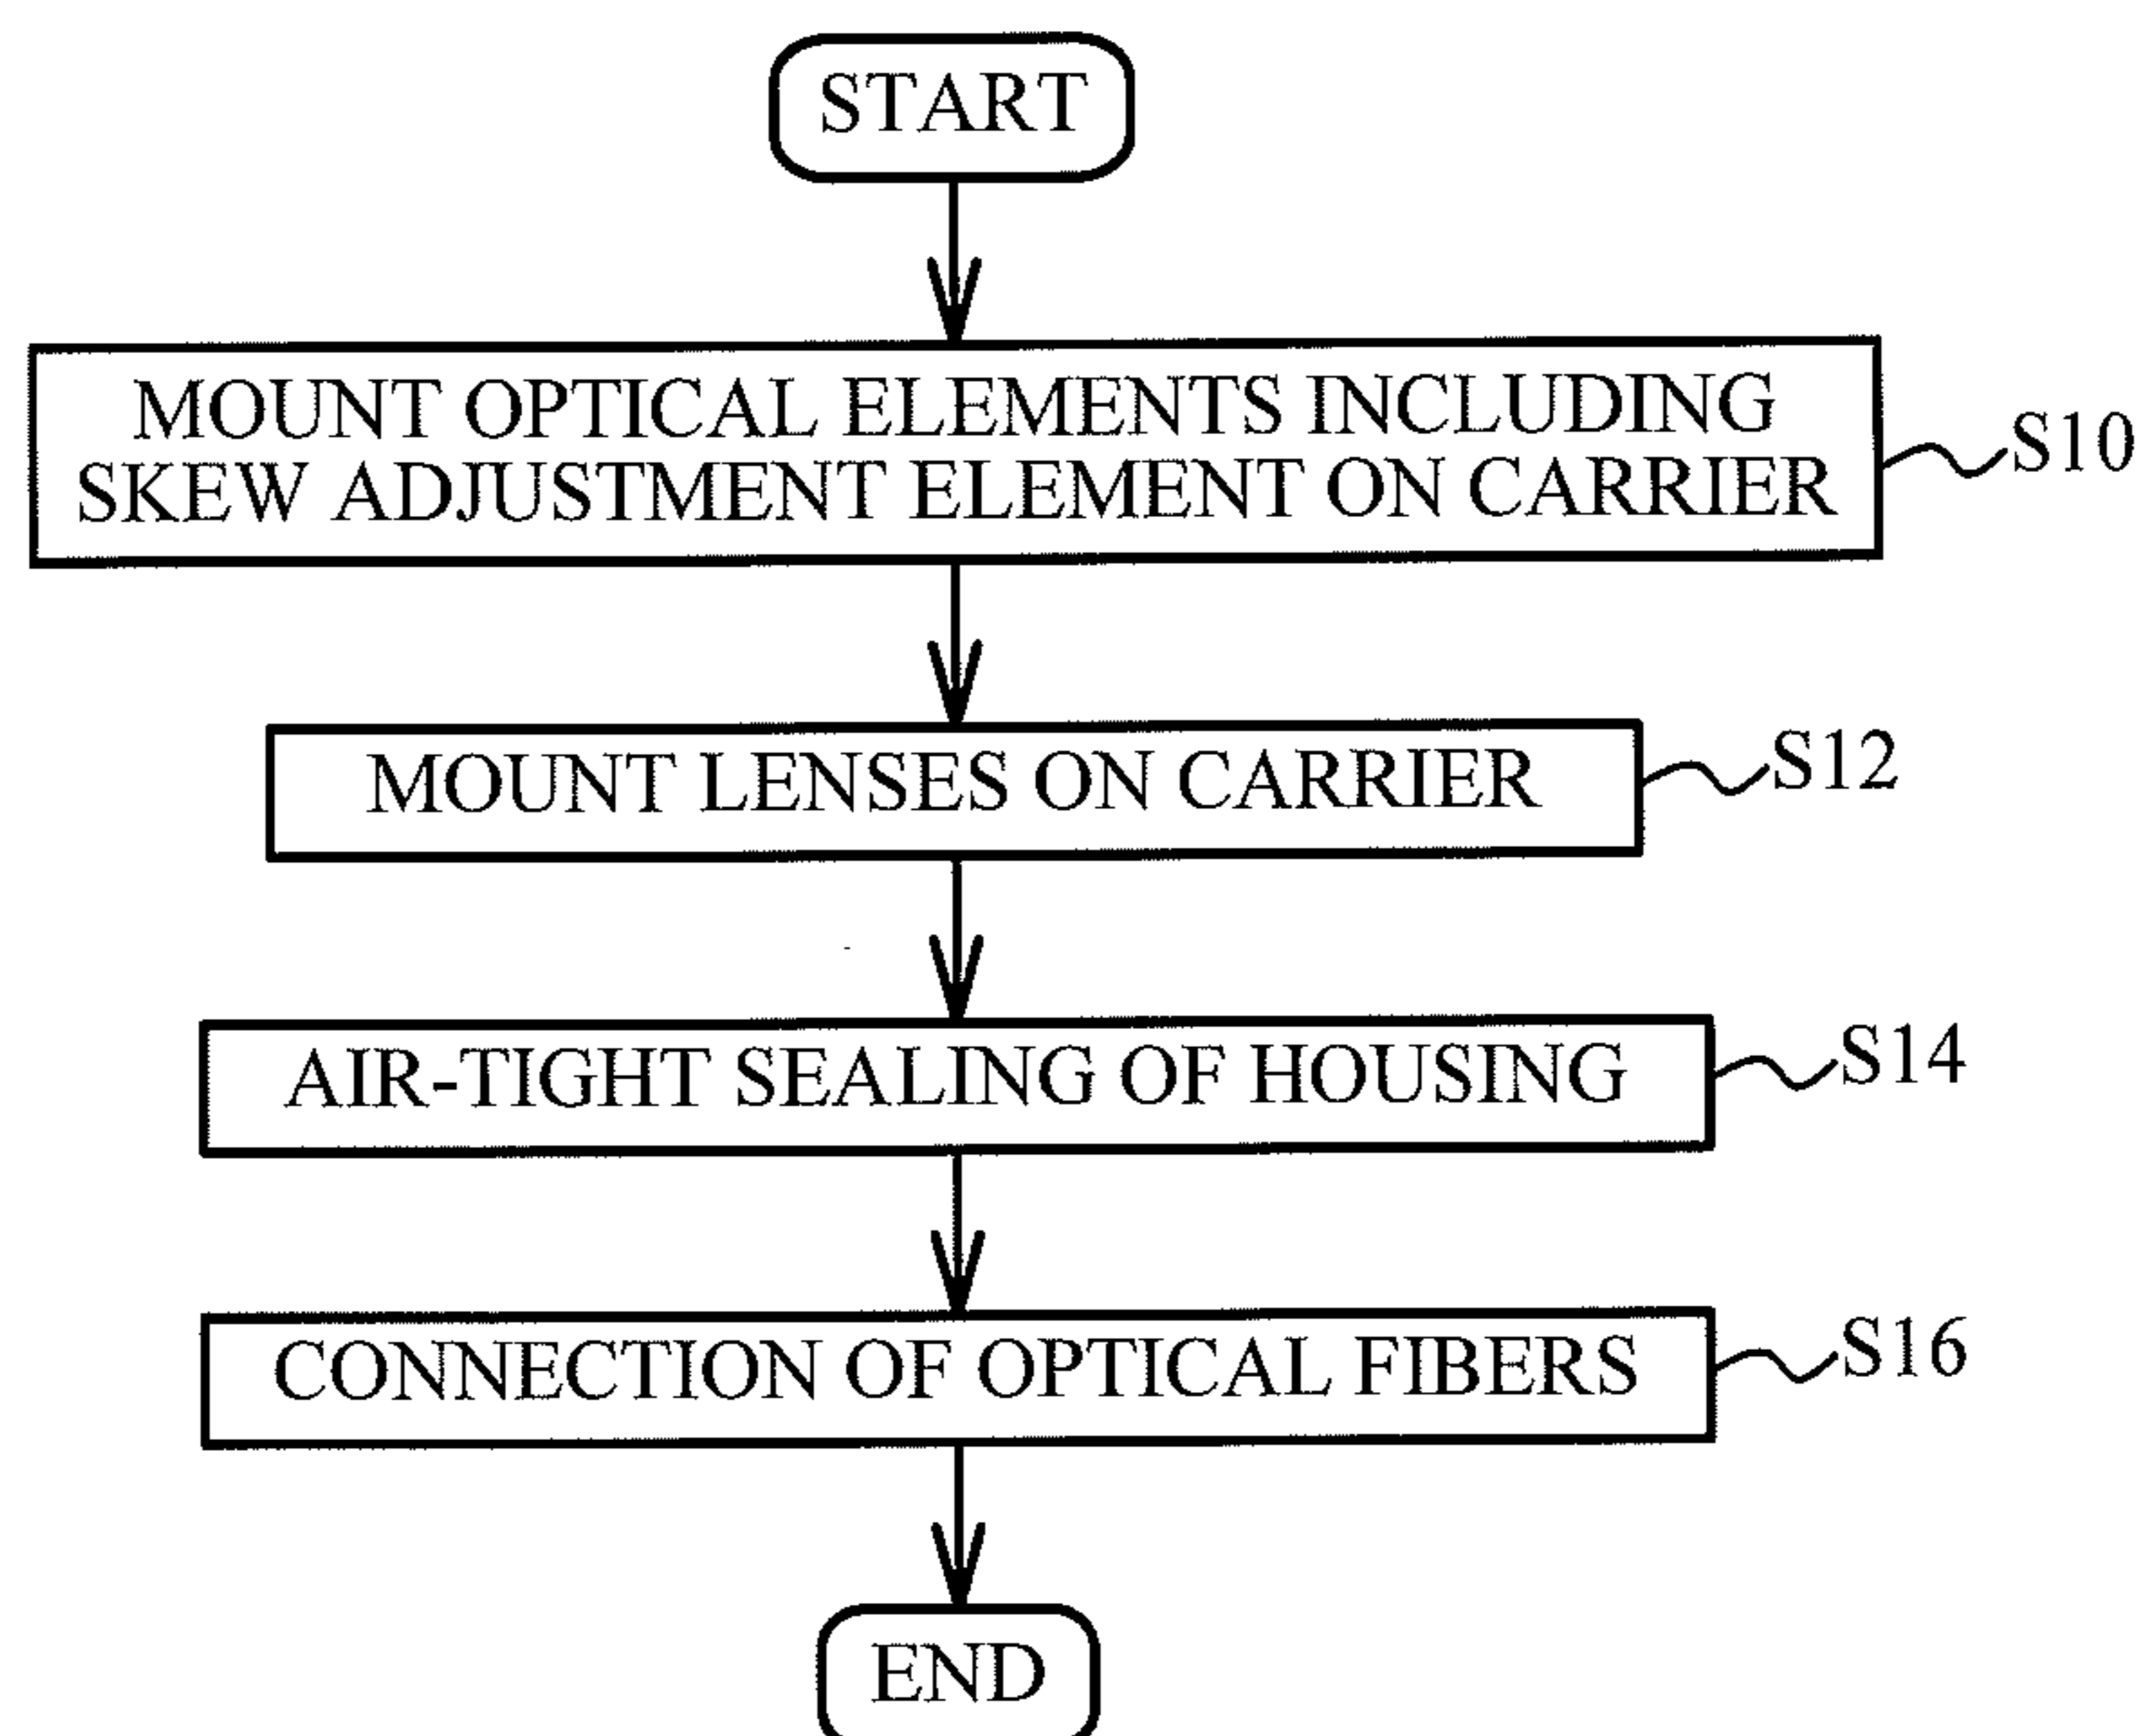 START
MOUNT OPTICAL ELEMENTS INCLUDING
SKEW ADJUSTMENT ELEMENT ON CARRIER
S10
MOUNT LENSES ON CARRIER
S12
AIR-TIGHT SEALING OF HOUSING
S14
CONNECTION OF OPTICAL FIBERS
S16
END